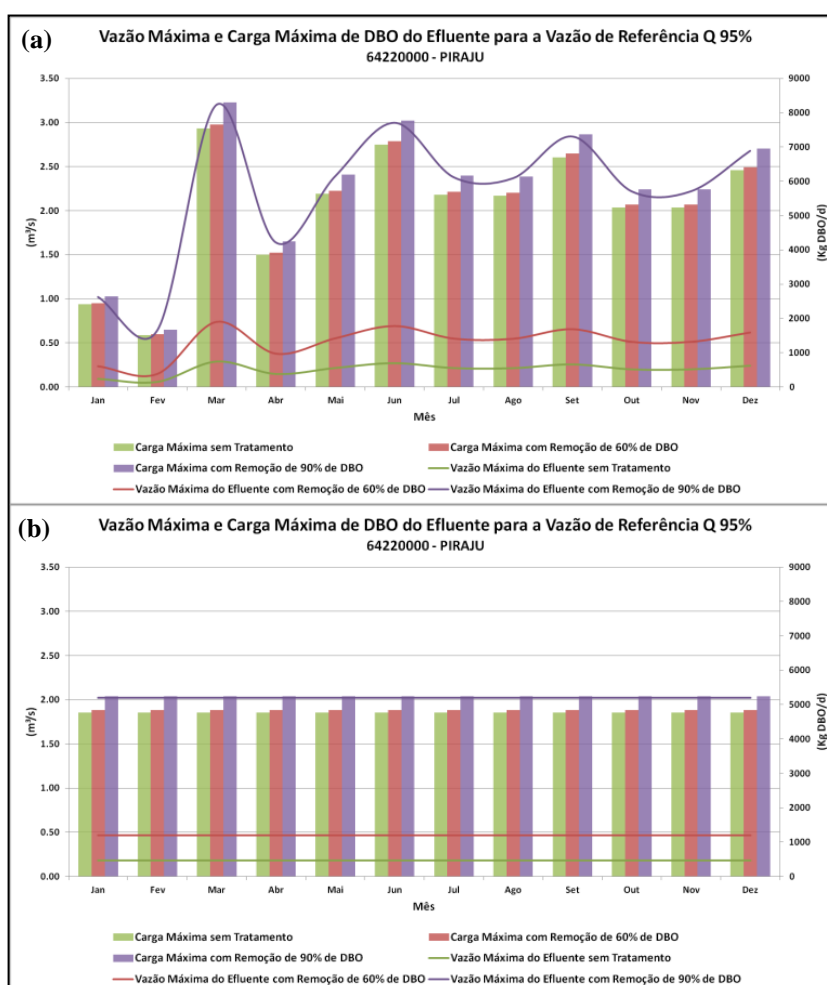 (a)
Vazão Máxima e Carga Máxima de DBO do Efluente para a Vazão de Referência Q 95%
64220000 - PIRAJU
3.50 9000
3.00 8000
2.50 7000
2.00 6000
1.50 5000
1.00 4000
0.50 3000
0.00 2000
1000
0
(m³/s)
(Kg DBO/d)
Jan Fev Mar Abr Mai Jun Jul Ago Set Out Nov Dez
Mês
Carga Máxima sem Tratamento Carga Máxima com Remoção de 60% de DBO
Carga Máxima com Remoção de 90% de DBO Vazão Máxima do Efluente sem Tratamento
Vazão Máxima do Efluente com Remoção de 60% de DBO Vazão Máxima do Efluente com Remoção de 90% de DBO
(b)
Vazão Máxima e Carga Máxima de DBO do Efluente para a Vazão de Referência Q 95%
64220000 - PIRAJU
3.50 9000
3.00 8000
2.50 7000
2.00 6000
1.50 5000
1.00 4000
0.50 3000
0.00 2000
1000
0
(m³/s)
(Kg DBO/d)
Jan Fev Mar Abr Mai Jun Jul Ago Set Out Nov Dez
Mês
Carga Máxima sem Tratamento Carga Máxima com Remoção de 60% de DBO
Carga Máxima com Remoção de 90% de DBO Vazão Máxima do Efluente sem Tratamento
Vazão Máxima do Efluente com Remoção de 60% de DBO Vazão Máxima do Efluente com Remoção de 90% de DBO